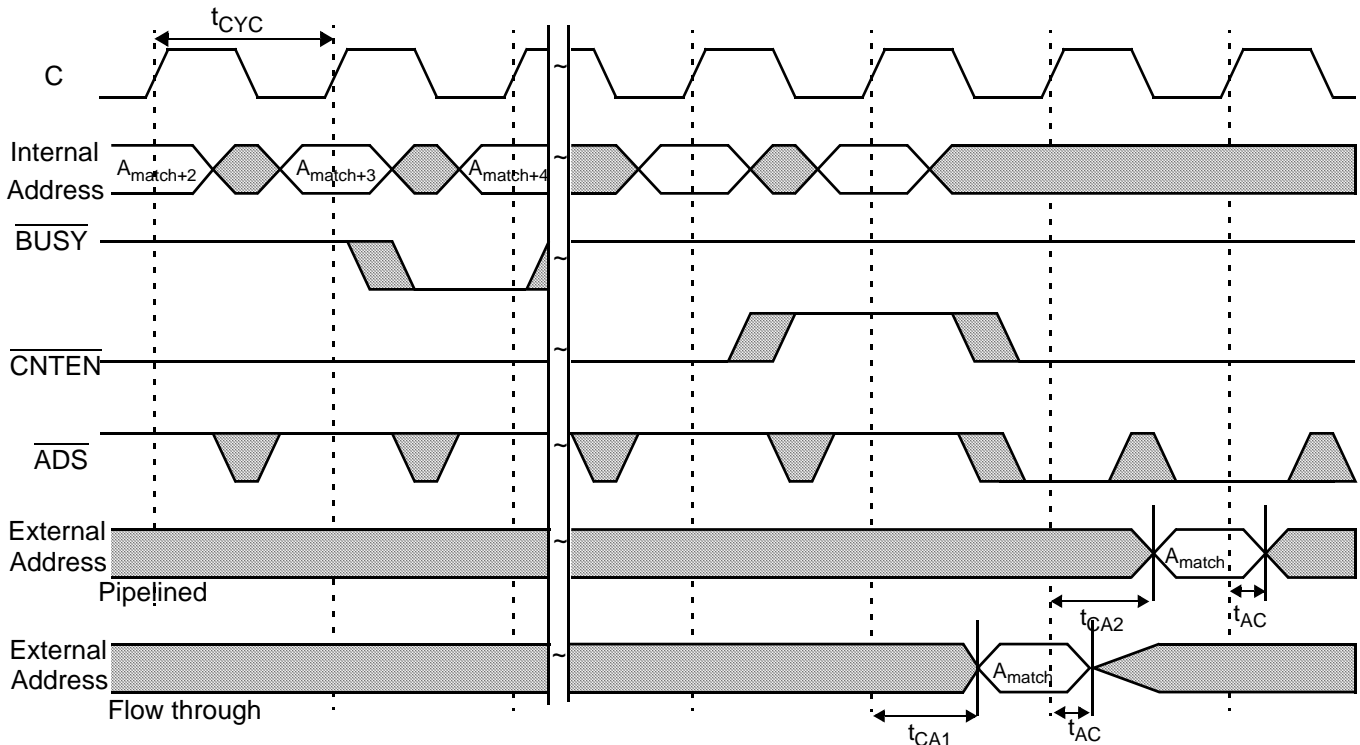 tCYC
C
Internal Address
Amatch+2
Amatch+3
Amatch+4
~
~
BUSY
~
CNTEN
~
ADS
~
External Address
~
Amatch
Pipelined
tCA2
tAC
External Address
~
Amatch
Flow through
tCA1
tAC